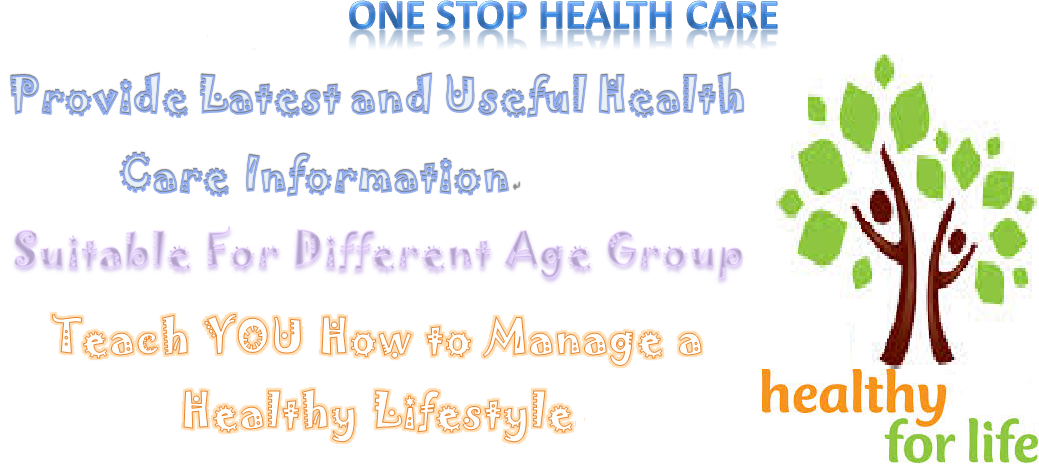 ONE STOP HEALTH CARE
Provide Latest and Useful Health
Care Information.
Suitable For Different Age Group
Teach YOU How to Manage a
Healthy Lifestyle
healthy
for life